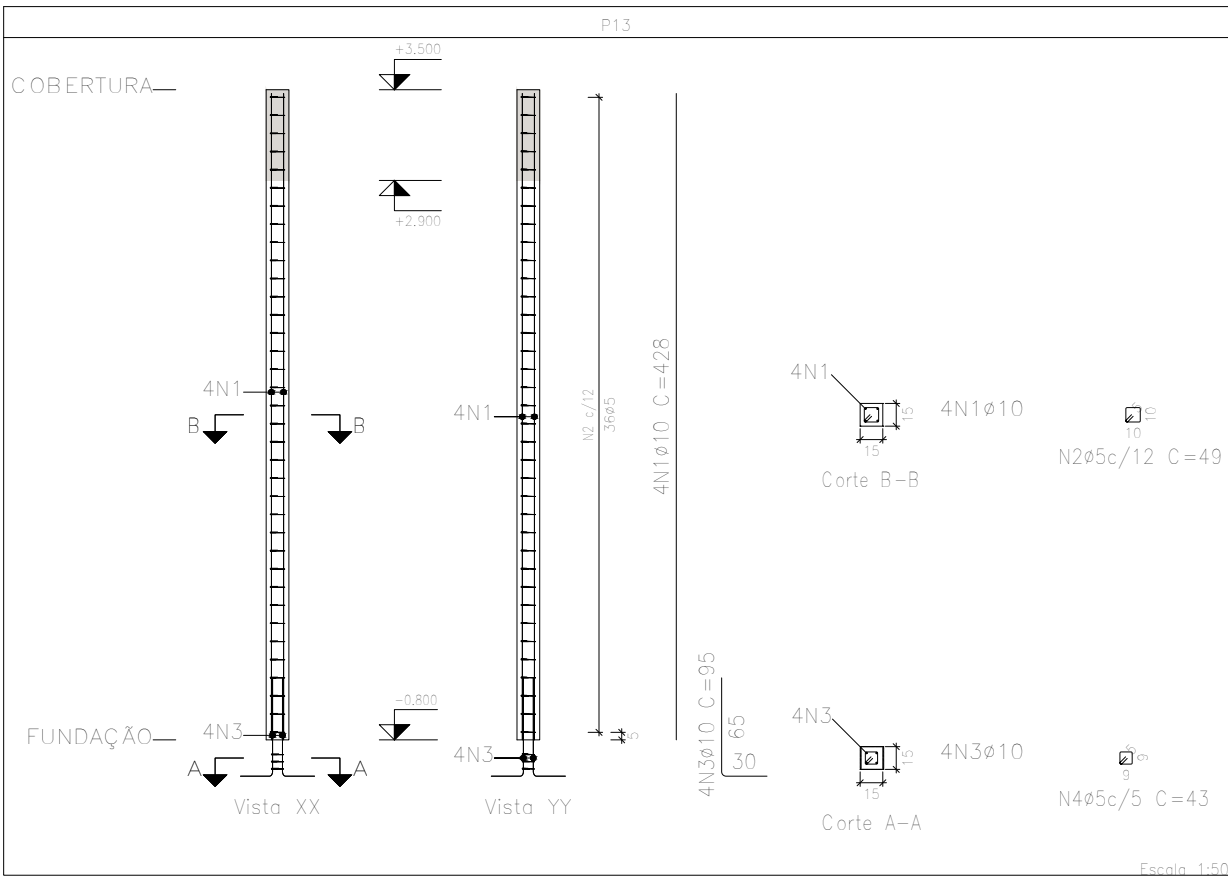 P13
+3.500
COBERTURA
+2.900
4N1
B
B
4N1
N2 c/12
36ø5
4N1ø10 C=428
4N1
15
15
4N1ø10
Corte B-B
10
10
N2ø5c/12 C=49
-0.800
FUNDAÇÃO
4N3
A
A
4N3
5
Vista XX
Vista YY
4N3ø10 C=95
65
30
4N3
15
15
4N3ø10
Corte A-A
9
9
N4ø5c/5 C=43
Escala 1:50